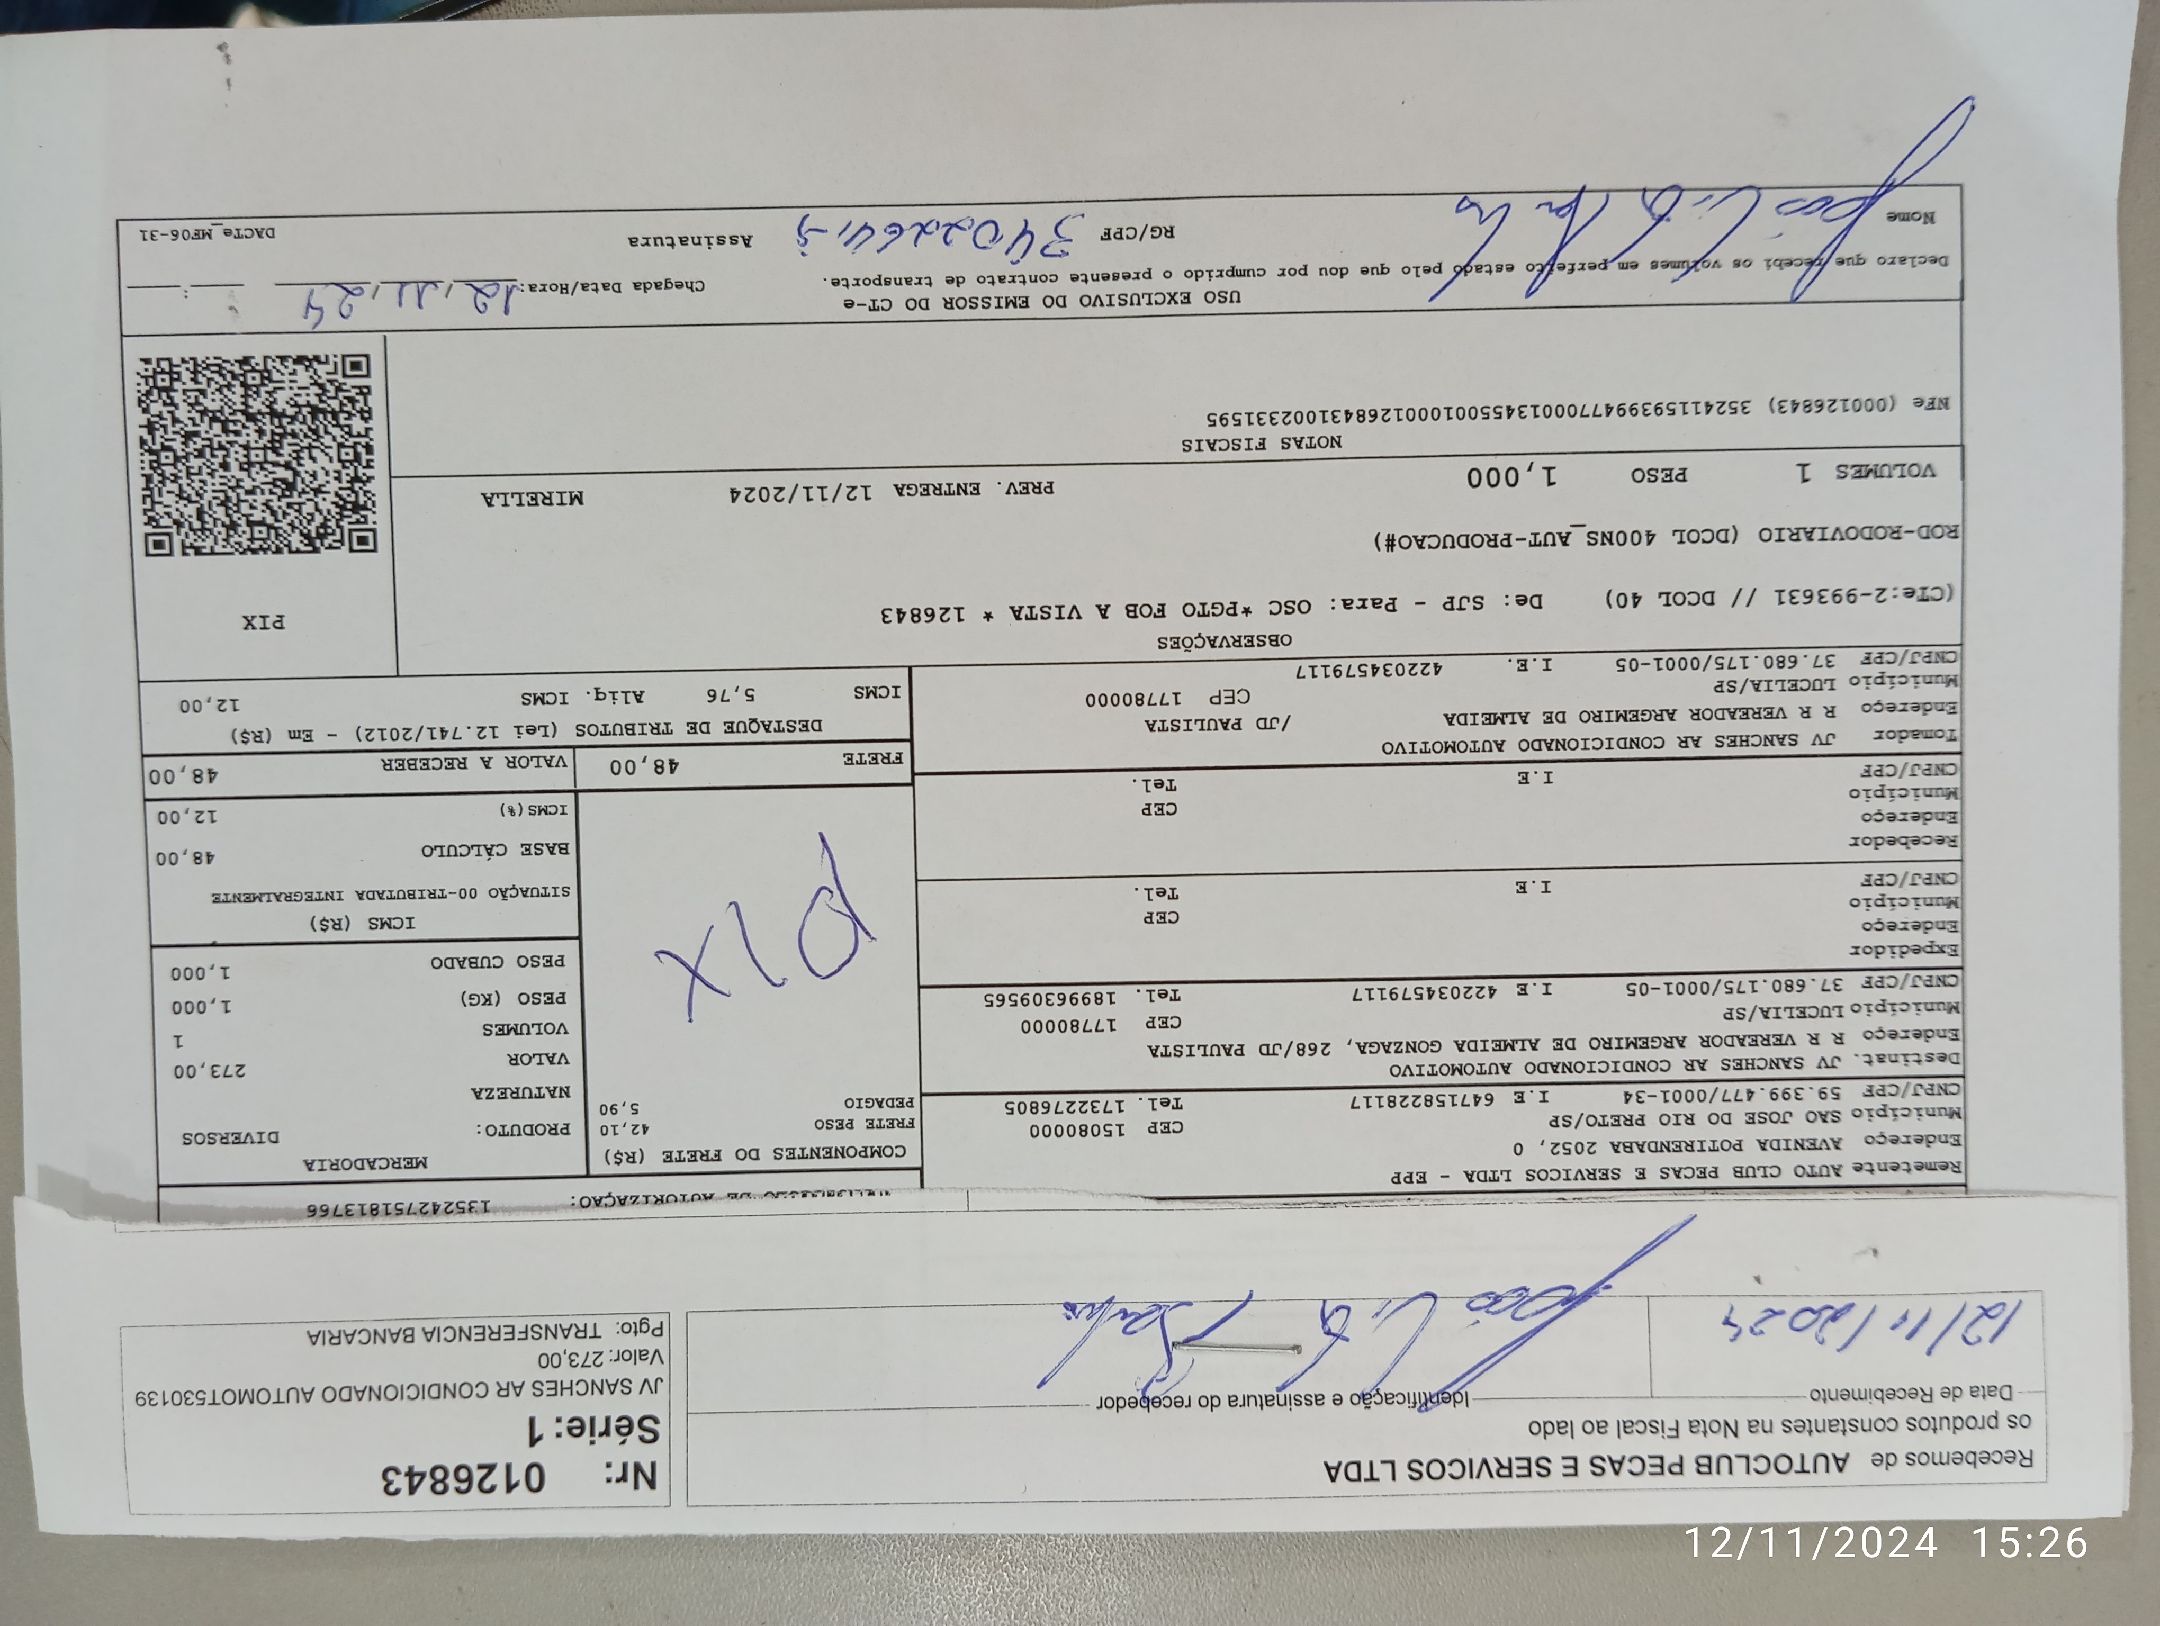 Recebemos de AUTOCLUB PECAS E SERVICOS LTDA
os produtos constantes na Nota Fiscal ao lado
Data de Recebimento
Identificação e assinatura do recebedor
12/11/2024
Nr: 0126843
Série:1
JV SANCHES AR CONDICIONADO AUTOMOT530139
Valor: 273,00
Pgto: TRANSFERENCIA BANCARIA
DE AUTORIZAÇÃO: 135242751813766
Remetente AUTO CLUB PECAS E SERVICOS LTDA - EPP
Endereço AVENIDA POTIRENDABA 2052, 0
Município SAO JOSE DO RIO PRETO/SP CEP 15080000
CNPJ/CPF 59.399.477/0001-34 I.E 647158228117 Tel. 1732276805
Destinat. JV SANCHES AR CONDICIONADO AUTOMOTIVO
Endereço R R VEREADOR ARGEMIRO DE ALMEIDA GONZAGA, 268/JD PAULISTA
Município LUCELIA/SP CEP 17780000
CNPJ/CPF 37.680.175/0001-05 I.E 422034579117 Tel. 18996309565
Expedidor
Endereço
Município CEP
CNPJ/CPF I.E Tel.
Recebedor
Endereço
Município CEP
CNPJ/CPF I.E Tel.
Tomador JV SANCHES AR CONDICIONADO AUTOMOTIVO
Endereço R R VEREADOR ARGEMIRO DE ALMEIDA /JD PAULISTA
Município LUCELIA/SP CEP 17780000
CNPJ/CPF 37.680.175/0001-05 I.E. 422034579117
COMPONENTES DO FRETE (R$)
FRETE PESO 42,10
PEDAGIO 5,90
PIX
MERCADORIA
PRODUTO: DIVERSOS
NATUREZA
VALOR 273,00
VOLUMES 1
PESO (KG) 1,000
PESO CUBADO 1,000
ICMS (R$)
SITUAÇÃO 00-TRIBUTADA INTEGRALMENTE
BASE CÁLCULO 48,00
ICMS(%) 12,00
FRETE 48,00 VALOR A RECEBER 48,00
DESTAQUE DE TRIBUTOS (Lei 12.741/2012) - Em (R$)
ICMS 5,76 Aliq. ICMS 12,00
OBSERVAÇÕES
(CTe:2-993631 // DCOL 40) De: SJP - Para: OSC *PGTO FOB A VISTA * 126843
ROD-RODOVIARIO (DCOL 400NS_AUT-PRODUCAO#)
VOLUMES 1 PESO 1,000 PREV. ENTREGA 12/11/2024 MIRELLA
PIX
NOTAS FISCAIS
NFe (000126843) 35241159399477000134550010001268431002331595
USO EXCLUSIVO DO EMISSOR DO CT-e
Declaro que recebi os volumes em perfeito estado pelo que dou por cumprido o presente contrato de transporte.
Chegada Data/Hora: 12,11,24 :
Nome RG/CPF Assinatura
DACTe_MF06-31
12/11/2024 15:26